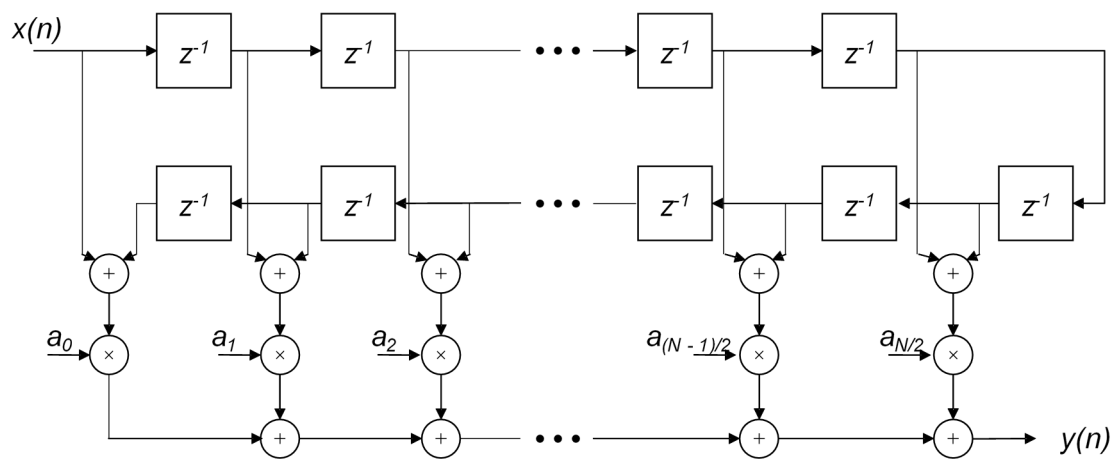 x(n)
z⁻¹ z⁻¹ ••• z⁻¹ z⁻¹
z⁻¹ z⁻¹ ••• z⁻¹ z⁻¹ z⁻¹
+ + + + +
a₀ × a₁ × a₂ × a₍N - 1)/2 × a_N/2 ×
+ + ••• + + y(n)